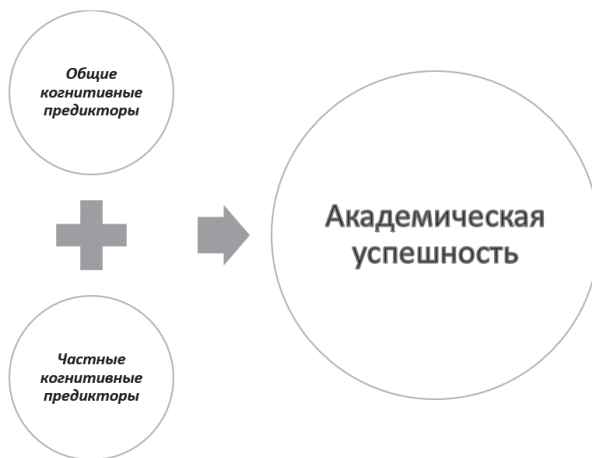 Общие
когнитивные
предикторы
Академическая
успешность
Частные
когнитивные
предикторы